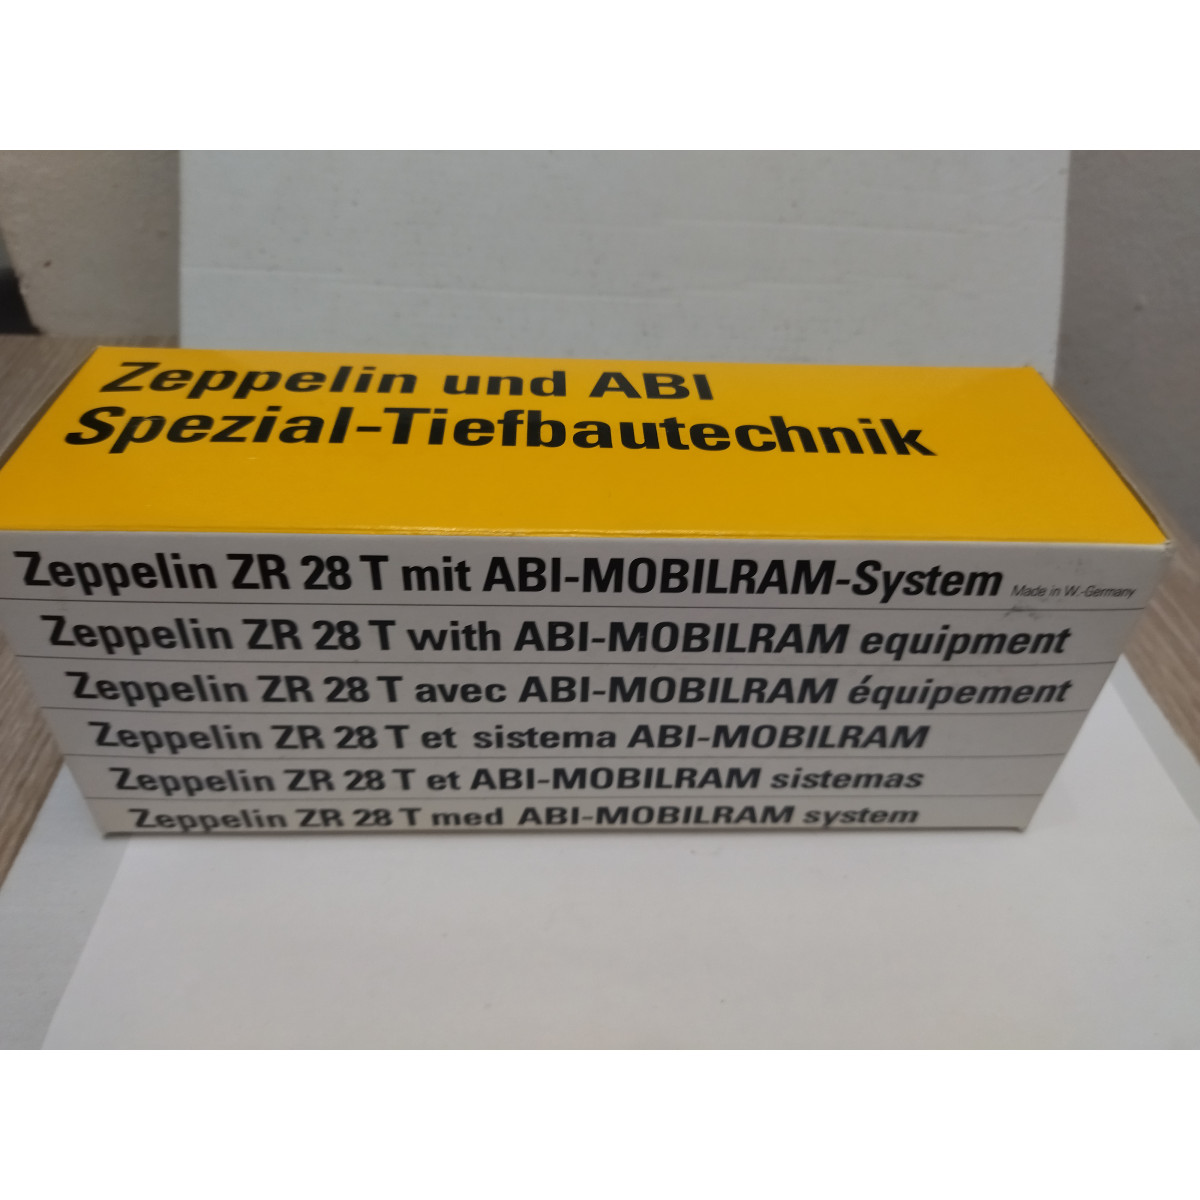 Zeppelin und ABI
Spezial-Tiefbautechnik
Zeppelin ZR 28 T mit ABI-MOBILRAM-System Made in W.-Germany
Zeppelin ZR 28 T with ABI-MOBILRAM equipment
Zeppelin ZR 28 T avec ABI-MOBILRAM équipement
Zeppelin ZR 28 T et sistema ABI-MOBILRAM
Zeppelin ZR 28 T et ABI-MOBILRAM sistemas
Zeppelin ZR 28 T med ABI-MOBILRAM system